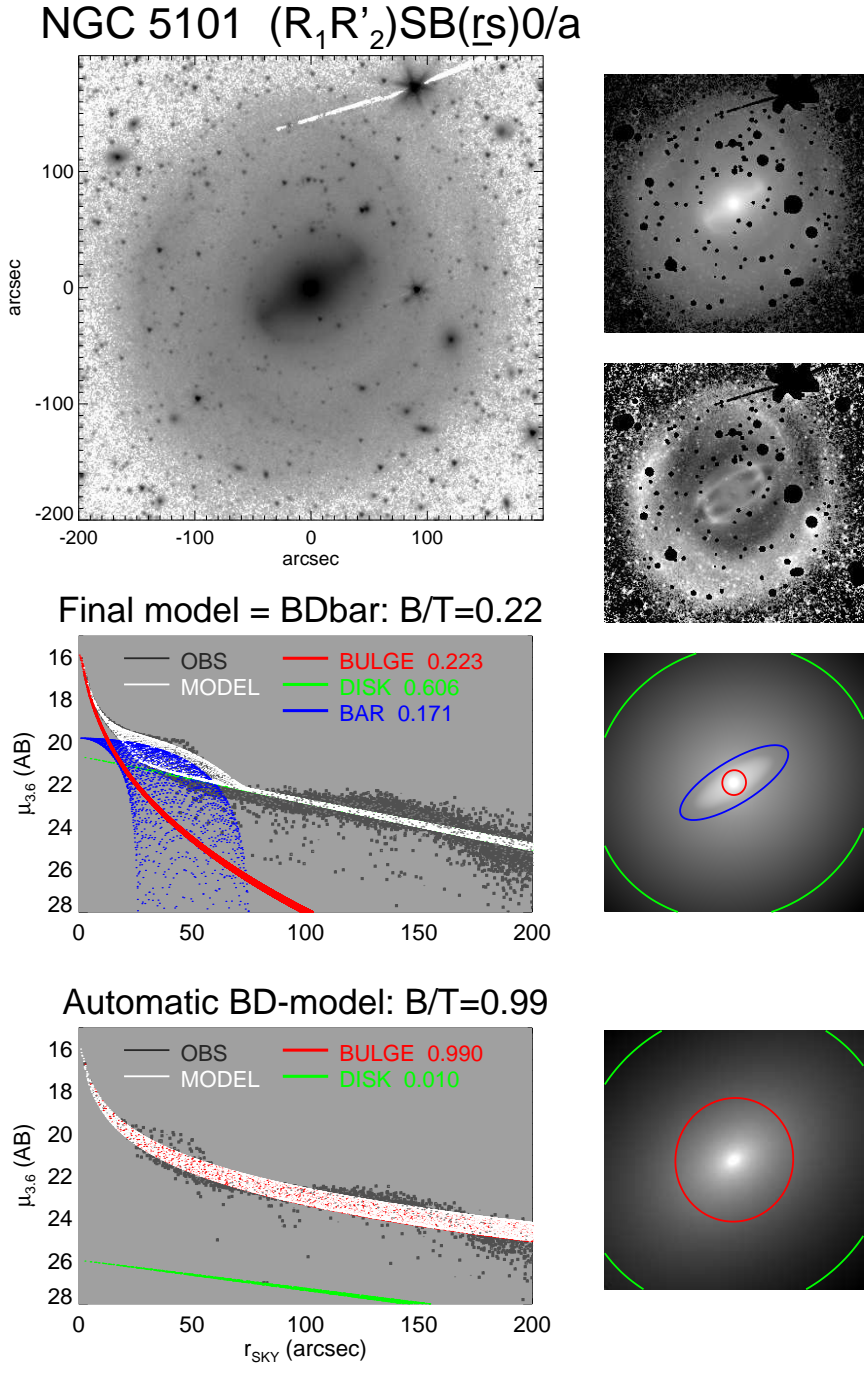 NGC 5101 (R₁R'₂)SB(r̲s)0/a
arcsec
100
0
-100
-200
-200 -100 0 100
arcsec
Final model = BDbar: B/T=0.22
μ₃.₆ (AB)
16
18
20
22
24
26
28
OBS
MODEL
BULGE 0.223
DISK 0.606
BAR 0.171
0 50 100 150 200
Automatic BD-model: B/T=0.99
μ₃.₆ (AB)
16
18
20
22
24
26
28
OBS
MODEL
BULGE 0.990
DISK 0.010
0 50 100 150 200
r_SKY (arcsec)